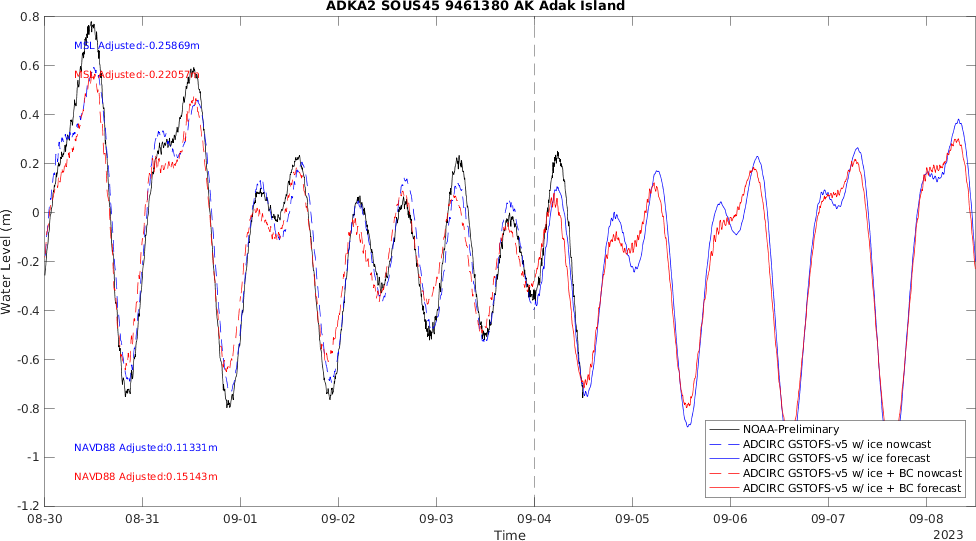 ADKA2 SOUS45 9461380 AK Adak Island
0.8
0.6
0.4
0.2
0
-0.2
-0.4
-0.6
-0.8
-1
-1.2
Water Level (m)
MSL Adjusted:-0.25869m
MSL Adjusted:-0.22057m
NAVD88 Adjusted:0.11331m
NAVD88 Adjusted:0.15143m
NOAA-Preliminary
ADCIRC GSTOFS-v5 w/ ice nowcast
ADCIRC GSTOFS-v5 w/ ice forecast
ADCIRC GSTOFS-v5 w/ ice + BC nowcast
ADCIRC GSTOFS-v5 w/ ice + BC forecast
08-30 08-31 09-01 09-02 09-03 09-04 09-05 09-06 09-07 09-08
Time
2023